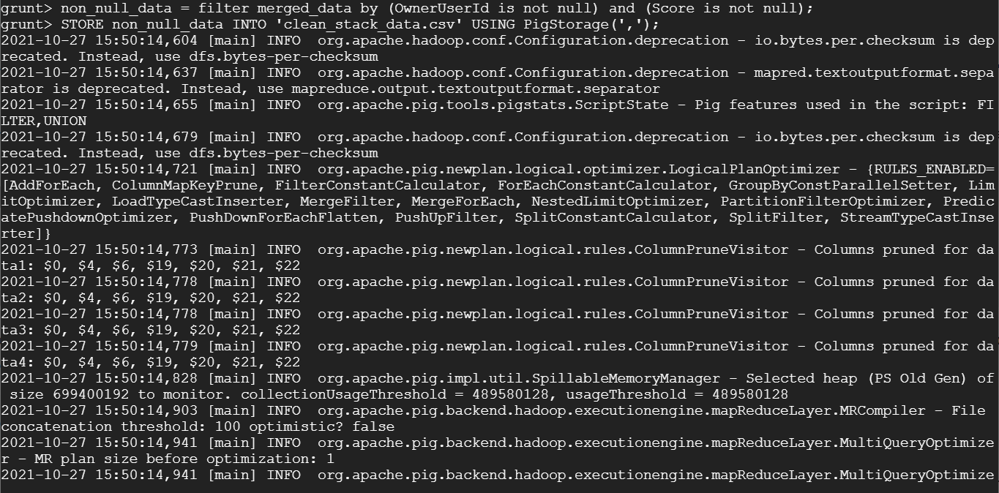 grunt> non_null_data = filter merged_data by (OwnerUserId is not null) and (Score is not null);
grunt> STORE non_null_data INTO 'clean_stack_data.csv' USING PigStorage(',');
2021-10-27 15:50:14,604 [main] INFO  org.apache.hadoop.conf.Configuration.deprecation - io.bytes.per.checksum is dep
recated. Instead, use dfs.bytes-per-checksum
2021-10-27 15:50:14,637 [main] INFO  org.apache.hadoop.conf.Configuration.deprecation - mapred.textoutputformat.sepa
rator is deprecated. Instead, use mapreduce.output.textoutputformat.separator
2021-10-27 15:50:14,655 [main] INFO  org.apache.pig.tools.pigstats.ScriptState - Pig features used in the script: FI
LTER,UNION
2021-10-27 15:50:14,679 [main] INFO  org.apache.hadoop.conf.Configuration.deprecation - io.bytes.per.checksum is dep
recated. Instead, use dfs.bytes-per-checksum
2021-10-27 15:50:14,721 [main] INFO  org.apache.pig.newplan.logical.optimizer.LogicalPlanOptimizer - {RULES_ENABLED=
[AddForEach, ColumnMapKeyPrune, FilterConstantCalculator, ForEachConstantCalculator, GroupByConstParallelSetter, Lim
itOptimizer, LoadTypeCastInserter, MergeFilter, MergeForEach, NestedLimitOptimizer, PartitionFilterOptimizer, Predic
atePushdownOptimizer, PushDownForEachFlatten, PushUpFilter, SplitConstantCalculator, SplitFilter, StreamTypeCastInse
rter]}
2021-10-27 15:50:14,773 [main] INFO  org.apache.pig.newplan.logical.rules.ColumnPruneVisitor - Columns pruned for da
ta1: $0, $4, $6, $19, $20, $21, $22
2021-10-27 15:50:14,778 [main] INFO  org.apache.pig.newplan.logical.rules.ColumnPruneVisitor - Columns pruned for da
ta2: $0, $4, $6, $19, $20, $21, $22
2021-10-27 15:50:14,778 [main] INFO  org.apache.pig.newplan.logical.rules.ColumnPruneVisitor - Columns pruned for da
ta3: $0, $4, $6, $19, $20, $21, $22
2021-10-27 15:50:14,779 [main] INFO  org.apache.pig.newplan.logical.rules.ColumnPruneVisitor - Columns pruned for da
ta4: $0, $4, $6, $19, $20, $21, $22
2021-10-27 15:50:14,828 [main] INFO  org.apache.pig.impl.util.SpillableMemoryManager - Selected heap (PS Old Gen) of
 size 699400192 to monitor. collectionUsageThreshold = 489580128, usageThreshold = 489580128
2021-10-27 15:50:14,903 [main] INFO  org.apache.pig.backend.hadoop.executionengine.mapReduceLayer.MRCompiler - File
concatenation threshold: 100 optimistic? false
2021-10-27 15:50:14,941 [main] INFO  org.apache.pig.backend.hadoop.executionengine.mapReduceLayer.MultiQueryOptimize
r - MR plan size before optimization: 1
2021-10-27 15:50:14,941 [main] INFO  org.apache.pig.backend.hadoop.executionengine.mapReduceLayer.MultiQueryOptimize